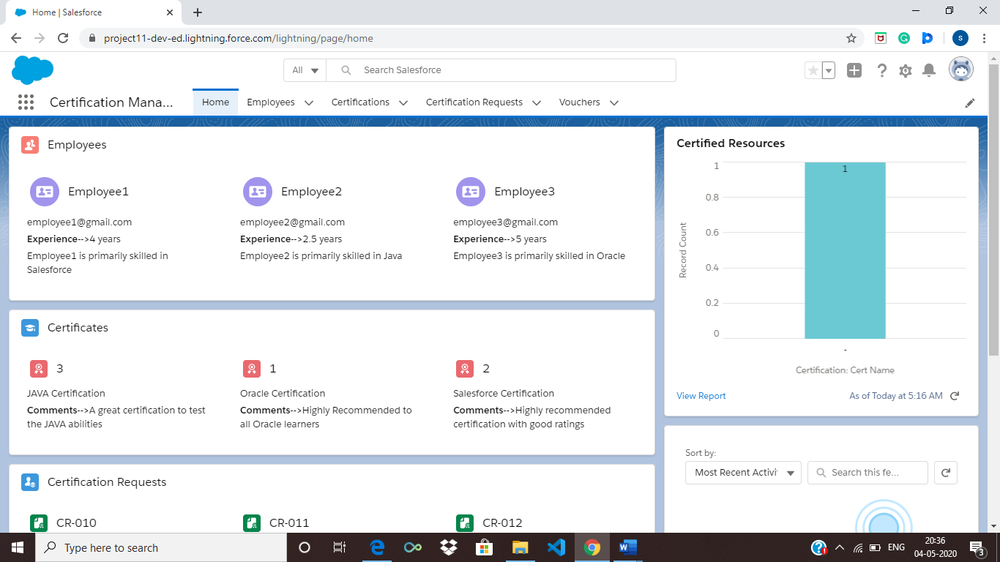 Home | Salesforce
project11-dev-ed.lightning.force.com/lightning/page/home
S
All
Search Salesforce
Certification Mana...
Home
Employees
Certifications
Certification Requests
Vouchers
Employees
Employee1
employee1@gmail.com
Experience-->4 years
Employee1 is primarily skilled in
Salesforce
Employee2
employee2@gmail.com
Experience-->2.5 years
Employee2 is primarily skilled in Java
Employee3
employee3@gmail.com
Experience-->5 years
Employee3 is primarily skilled in Oracle
Certificates
3
JAVA Certification
Comments-->A great certification to test
the JAVA abilities
1
Oracle Certification
Comments-->Highly Recommended to
all Oracle learners
2
Salesforce Certification
Comments-->Highly recommended
certification with good ratings
Certification Requests
CR-010
CR-011
CR-012
Certified Resources
Record Count
1
0.8
0.6
0.4
0.2
0
1
-
Certification: Cert Name
View Report
As of Today at 5:16 AM
Sort by:
Most Recent Activi
Search this fe...
Type here to search
ENG
20:36
04-05-2020
3